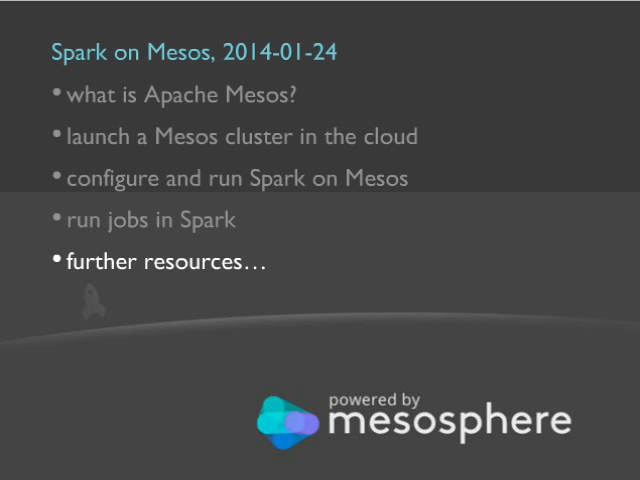 Spark on Mesos, 2014-01-24
•what is Apache Mesos?
•launch a Mesos cluster in the cloud
•configure and run Spark on Mesos
•run jobs in Spark
•further resources…
powered by
mesosphere